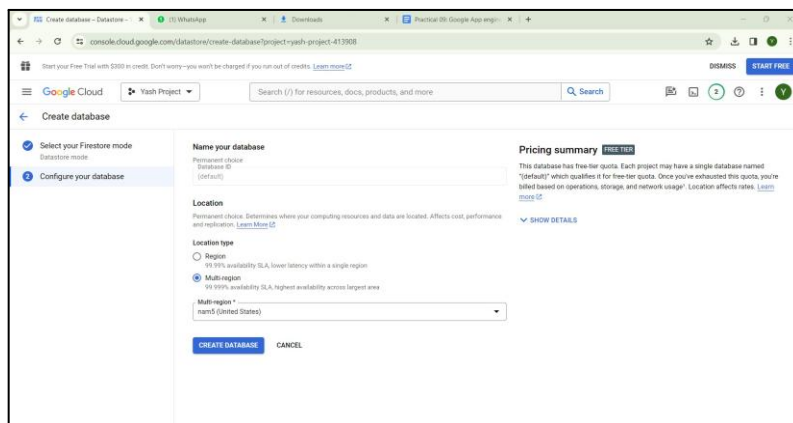 Create database – Datastore –
(1) WhatsApp
Downloads
Practical 09: Google App engin
console.cloud.google.com/datastore/create-database?project=yash-project-413908
Start your Free Trial with $300 in credit. Don't worry—you won't be charged if you run out of credits. Learn more
DISMISS
START FREE
Google Cloud
Yash Project
Search (/) for resources, docs, products, and more
Search
2
Y
Create database
Select your Firestore mode
Datastore mode
2 Configure your database
Name your database
Permanent choice
Database ID
(default)
Location
Permanent choice. Determines where your computing resources and data are located. Affects cost, performance
and replication. Learn More
Location type
Region
99.99% availability SLA, lower latency within a single region
Multi-region
99.999% availability SLA, highest availability across largest area
Multi-region *
nam5 (United States)
CREATE DATABASE
CANCEL
Pricing summary FREE TIER
This database has free-tier quota. Each project may have a single database named
"(default)" which qualifies it for free-tier quota. Once you've exhausted this quota, you're
billed based on operations, storage, and network usage¹. Location affects rates. Learn
more
SHOW DETAILS